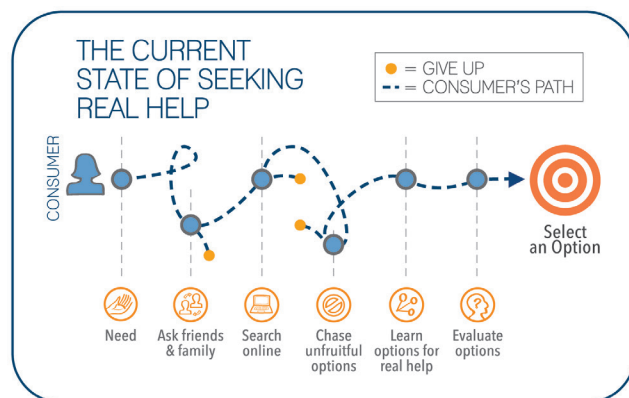 THE CURRENT
STATE OF SEEKING
REAL HELP
= GIVE UP
= CONSUMER'S PATH
CONSUMER
Select
an Option
Need
Ask friends
& family
Search
online
Chase
unfruitful
options
Learn
options for
real help
Evaluate
options
?